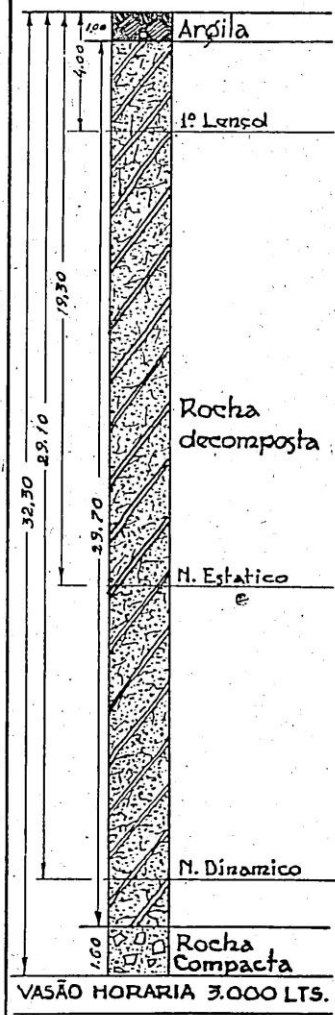 1,00
Argila
4,00
1º Lençol
19,30
Rocha
decomposta
32,30
29.10
29.70
N. Estatico
e
N. Dinamico
1.60
Rocha
Compacta
VASÃO HORARIA 3.000 LTS.